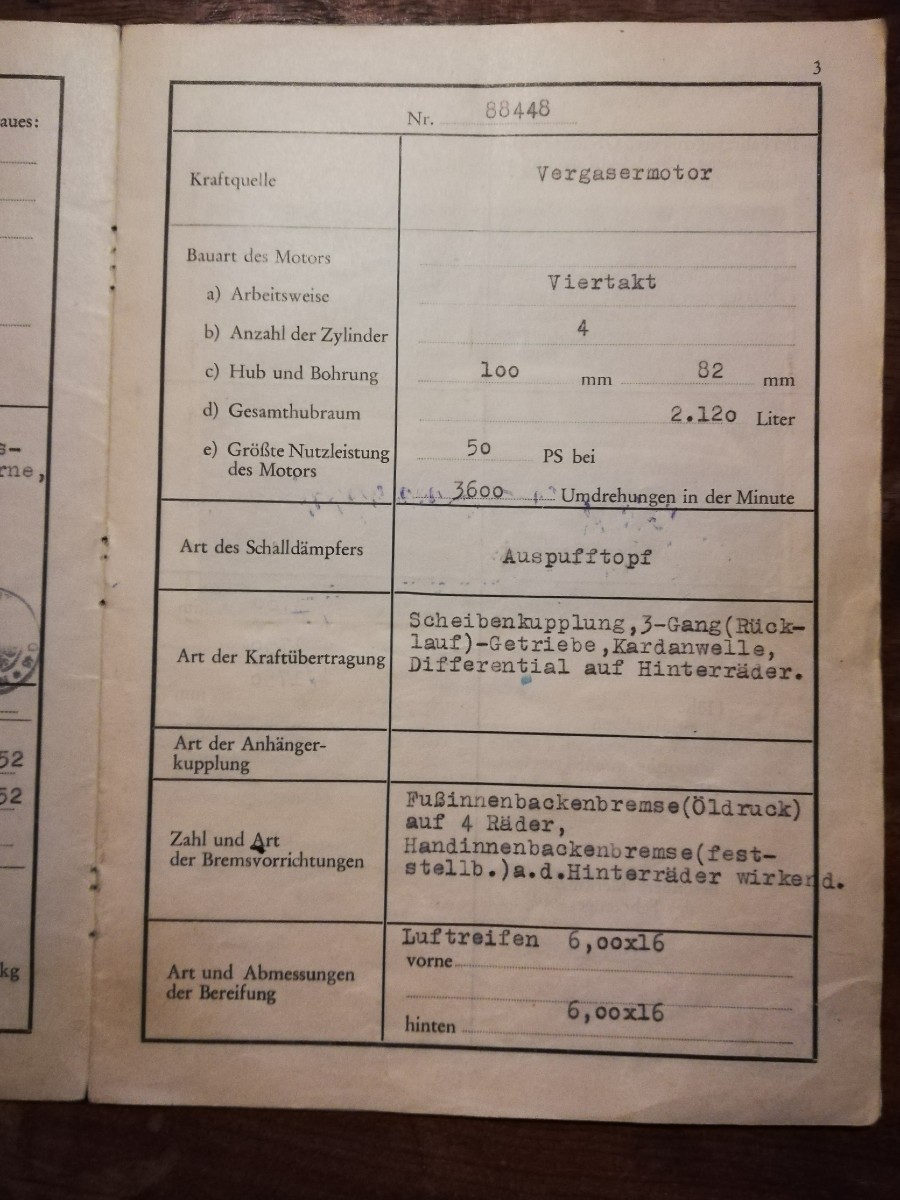 aues:
s-
rne,
52
52
kg
3
Nr. 88448
Kraftquelle Vergasermotor
Bauart des Motors
a) Arbeitsweise Viertakt
b) Anzahl der Zylinder 4
c) Hub und Bohrung 100 mm 82 mm
d) Gesamthubraum 2.120 Liter
e) Größte Nutzleistung 50 PS bei
des Motors
3600 Umdrehungen in der Minute
Art des Schalldämpfers Auspufftopf
Art der Kraftübertragung
Scheibenkupplung,3-Gang(Rück-
lauf)-Getriebe,Kardanwelle,
Differential auf Hinterräder.
Art der Anhänger-
kupplung
Zahl und Art
der Bremsvorrichtungen
Fußinnenbackenbremse(Öldruck)
auf 4 Räder,
Handinnenbackenbremse(fest-
stellb.)a.d.Hinterräder wirkend.
Art und Abmessungen
der Bereifung
Luftreifen 6,00x16
vorne
6,00x16
hinten